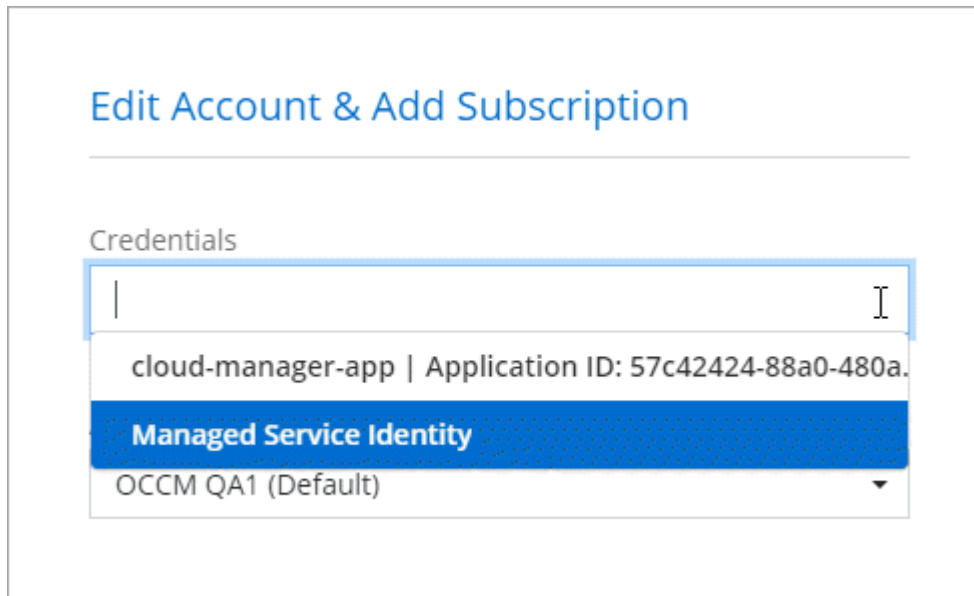 Edit Account & Add Subscription
Credentials
cloud-manager-app | Application ID: 57c42424-88a0-480a.
Managed Service Identity
OCCM QA1 (Default)